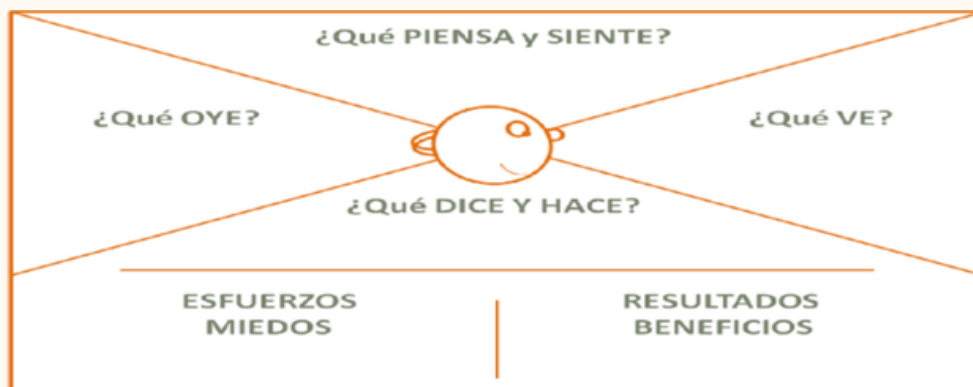 ¿Qué PIENSA y SIENTE?
¿Qué OYE?
¿Qué VE?
¿Qué DICE Y HACE?
ESFUERZOS
MIEDOS
RESULTADOS
BENEFICIOS